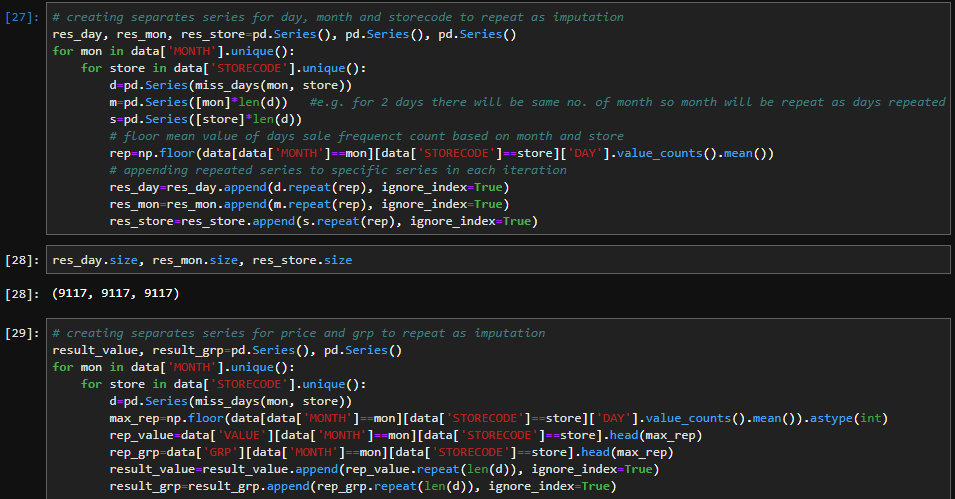 [27]: # creating separates series for day, month and storecode to repeat as imputation
res_day, res_mon, res_store=pd.Series(), pd.Series(), pd.Series()
for mon in data['MONTH'].unique():
    for store in data['STORECODE'].unique():
        d=pd.Series(miss_days(mon, store))
        m=pd.Series([mon]*len(d))   #e.g. for 2 days there will be same no. of month so month will be repeat as days repeated
        s=pd.Series([store]*len(d))
        # floor mean value of days sale frequenct count based on month and store
        rep=np.floor(data[data['MONTH']==mon][data['STORECODE']==store]['DAY'].value_counts().mean())
        # appending repeated series to specific series in each iteration
        res_day=res_day.append(d.repeat(rep), ignore_index=True)
        res_mon=res_mon.append(m.repeat(rep), ignore_index=True)
        res_store=res_store.append(s.repeat(rep), ignore_index=True)
[28]: res_day.size, res_mon.size, res_store.size
[28]: (9117, 9117, 9117)
[29]: # creating separates series for price and grp to repeat as imputation
result_value, result_grp=pd.Series(), pd.Series()
for mon in data['MONTH'].unique():
    for store in data['STORECODE'].unique():
        d=pd.Series(miss_days(mon, store))
        max_rep=np.floor(data[data['MONTH']==mon][data['STORECODE']==store]['DAY'].value_counts().mean()).astype(int)
        rep_value=data['VALUE'][data['MONTH']==mon][data['STORECODE']==store].head(max_rep)
        rep_grp=data['GRP'][data['MONTH']==mon][data['STORECODE']==store].head(max_rep)
        result_value=result_value.append(rep_value.repeat(len(d)), ignore_index=True)
        result_grp=result_grp.append(rep_grp.repeat(len(d)), ignore_index=True)